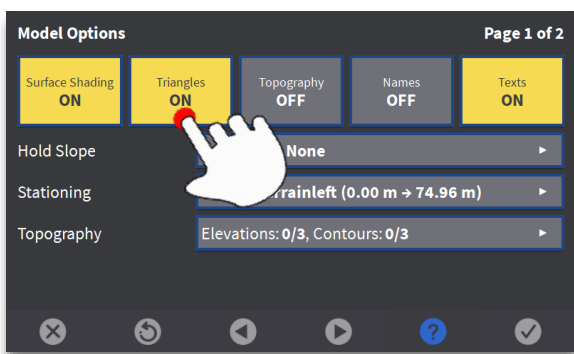 Model Options
Page 1 of 2
Surface Shading
ON
Triangles
ON
Topography
OFF
Names
OFF
Texts
ON
Hold Slope
None
Stationing
rrainleft (0.00 m → 74.96 m)
Topography
Elevations: 0/3, Contours: 0/3
?